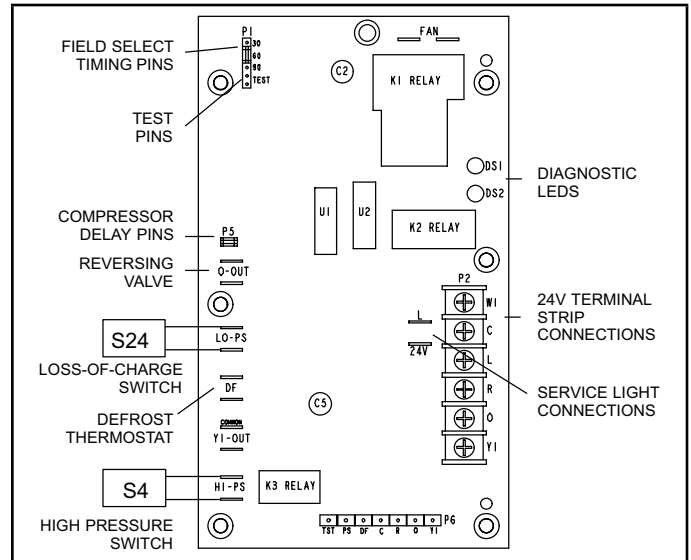 FIELD SELECT
TIMING PINS
TEST
PINS
COMPRESSOR
DELAY PINS
REVERSING
VALVE
S24
LOSS-OF-CHARGE
SWITCH
DEFROST
THERMOSTAT
S4
HIGH PRESSURE
SWITCH
P1
30
60
90
TEST
FAN
C2
K1 RELAY
DS1
DS2
U1
U2
K2 RELAY
P5
O-OUT
LO-PS
DF
COMMON
Y1-OUT
HI-PS
K3 RELAY
C5
L
24V
P2
W1
C
L
R
O
Y1
P6
TST PS DF C R O Y1
DIAGNOSTIC
LEDS
24V TERMINAL
STRIP
CONNECTIONS
SERVICE LIGHT
CONNECTIONS